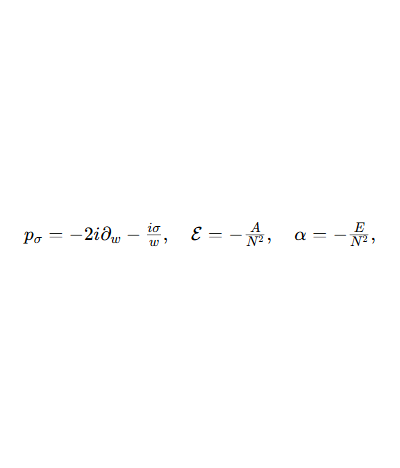 p_σ = −2i∂_w − iσ/w, ℰ = −A/N², α = −E/N²,